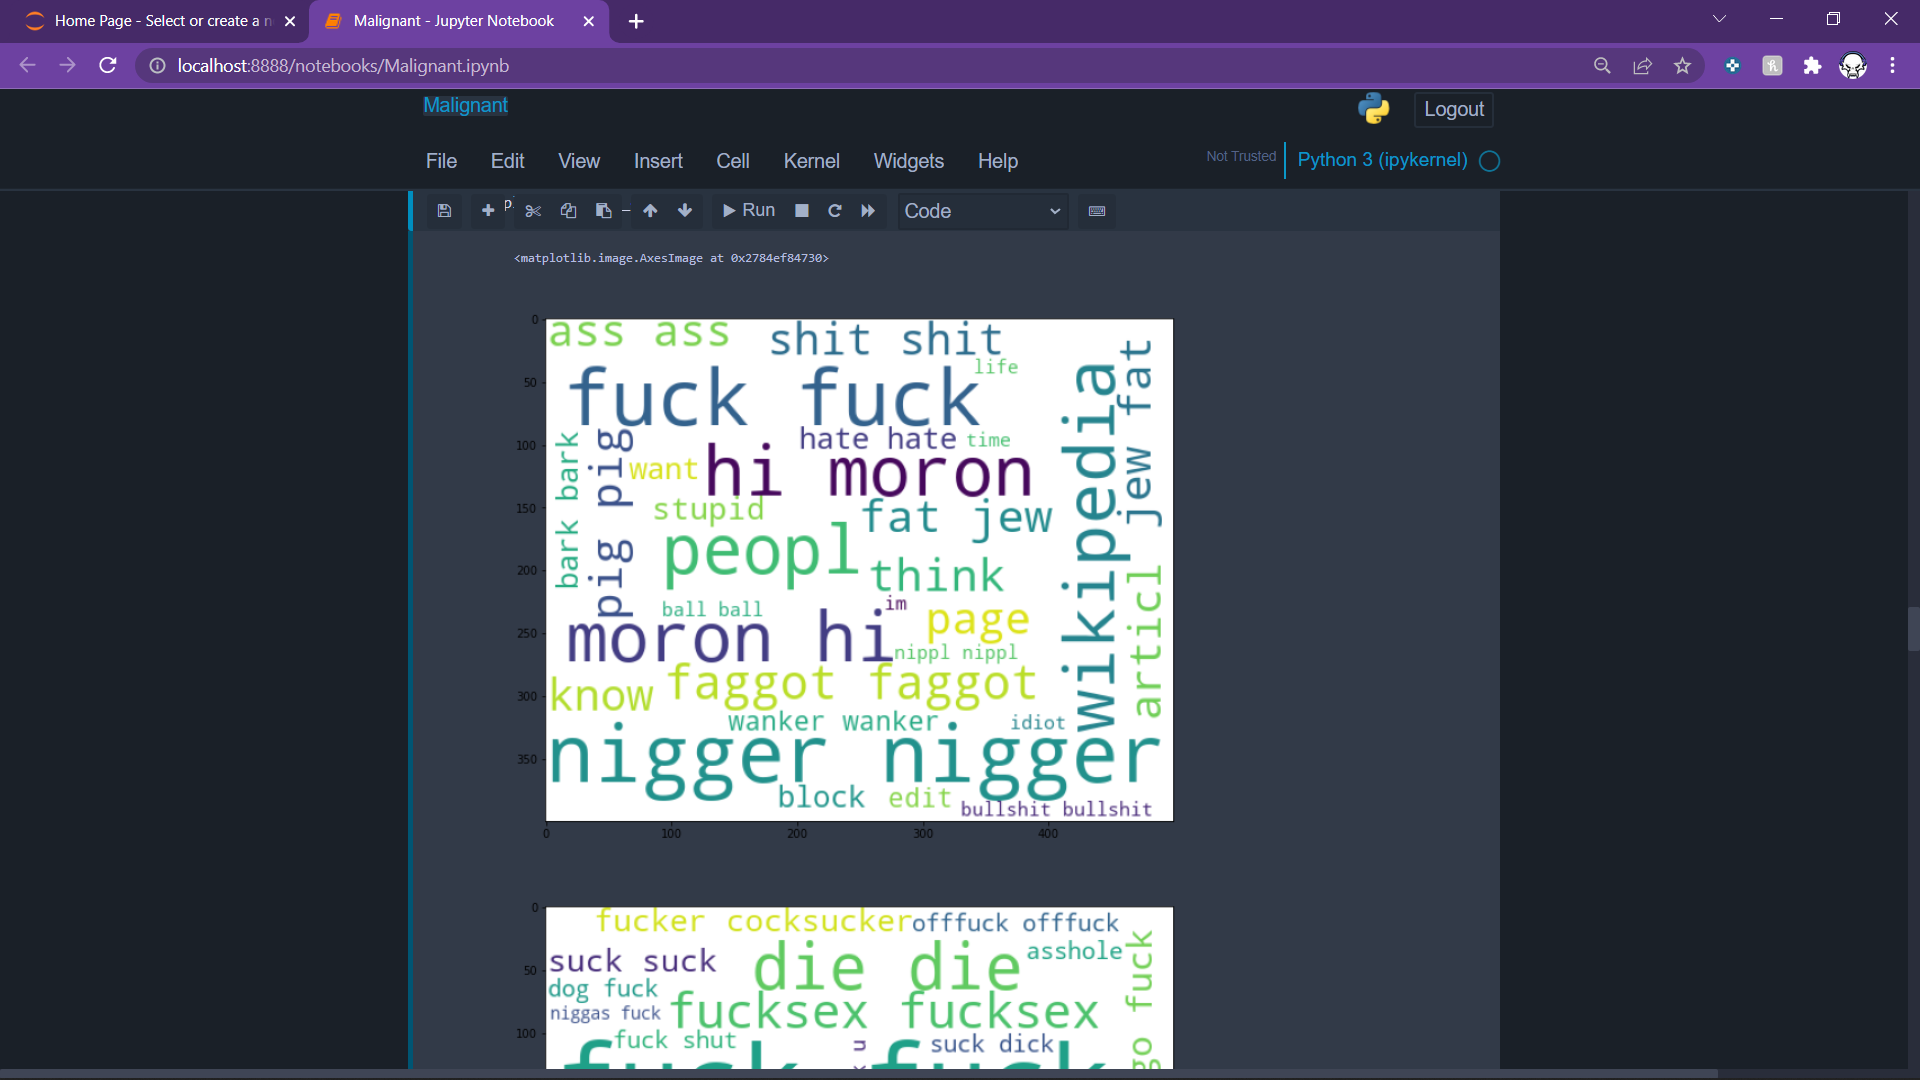 Home Page - Select or create a n
Malignant - Jupyter Notebook
localhost:8888/notebooks/Malignant.ipynb
Malignant
Logout
File Edit View Insert Cell Kernel Widgets Help
Not Trusted
Python 3 (ipykernel)
Run
Code
<matplotlib.image.AxesImage at 0x2784ef84730>
0
50
100
150
200
250
300
350
0 100 200 300 400
ass ass
shit shit
life
fuck fuck
hate hate
time
want
hi moron
stupid
fat jew
peopl
think
im
ball ball
page
moron hi
nippl nippl
know
faggot faggot
wanker wanker
idiot
nigger nigger
block
edit
bullshit bullshit
bark bark
pig pig
wikipedia
jew fat
articl
0
50
100
fucker cocksucker
offfuck offfuck
asshole
suck suck
die die
dog fuck
niggas fuck
fucksex fucksex
fuck shut
suck dick
fuck fuck
go fuck